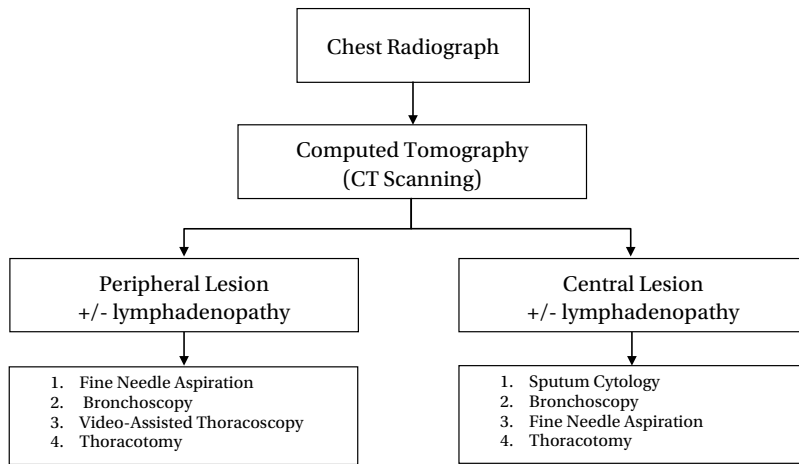 Chest Radiograph
Computed Tomography
(CT Scanning)
Peripheral Lesion
+/- lymphadenopathy
Central Lesion
+/- lymphadenopathy
1. Fine Needle Aspiration
2. Bronchoscopy
3. Video-Assisted Thoracoscopy
4. Thoracotomy
1. Sputum Cytology
2. Bronchoscopy
3. Fine Needle Aspiration
4. Thoracotomy